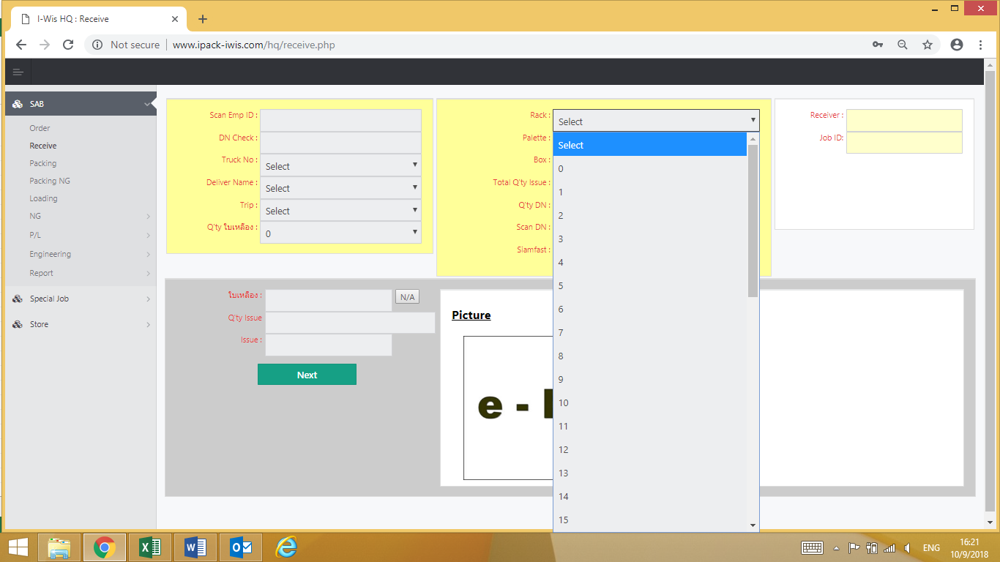 I-Wis HQ : Receive
Not secure
www.ipack-iwis.com/hq/receive.php
SAB
Order
Receive
Packing
Packing NG
Loading
NG
P/L
Engineering
Report
Special Job
Store
Scan Emp ID :
DN Check :
Truck No : Select
Deliver Name : Select
Trip : Select
Q'ty ใบเหลือง : 0
Rack : Select
Palette :
Box :
Total Q'ty Issue :
Q'ty DN :
Scan DN :
Siamfast :
Select
0
1
2
3
4
5
6
7
8
9
10
11
12
13
14
15
Receiver :
Job ID:
ใบเหลือง : N/A
Q'ty Issue
Issue :
Next
Picture
e -
ENG
16:21
10/9/2018